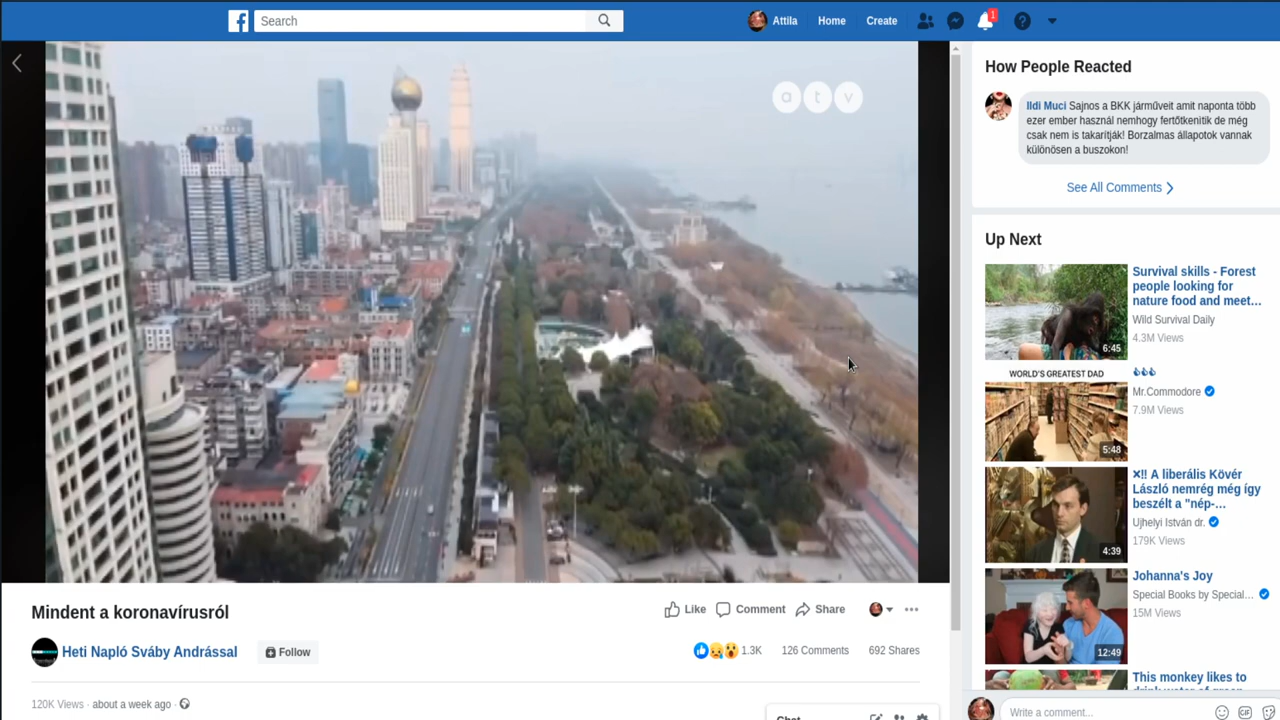 Search
Attila
Home
Create
1
a t v
How People Reacted
Ildi Muci Sajnos a BKK járműveit amit naponta több
ezer ember használ nemhogy fertőtkenitik de még
csak nem is takarítják! Borzalmas állapotok vannak
különösen a buszokon!
See All Comments
Up Next
Survival skills - Forest
people looking for
nature food and meet...
Wild Survival Daily
4.3M Views
6:45
WORLD'S GREATEST DAD
Mr.Commodore
7.9M Views
5:48
×!! A liberális Kövér
László nemrég még így
beszélt a "nép-...
Ujhelyi István dr.
179K Views
4:39
Johanna's Joy
Special Books by Special...
15M Views
12:49
This monkey likes to
Write a comment...
GIF
Mindent a koronavírusról
Like
Comment
Share
Heti Napló Sváby Andrással
Follow
1.3K
126 Comments
692 Shares
120K Views · about a week ago ·
Chat